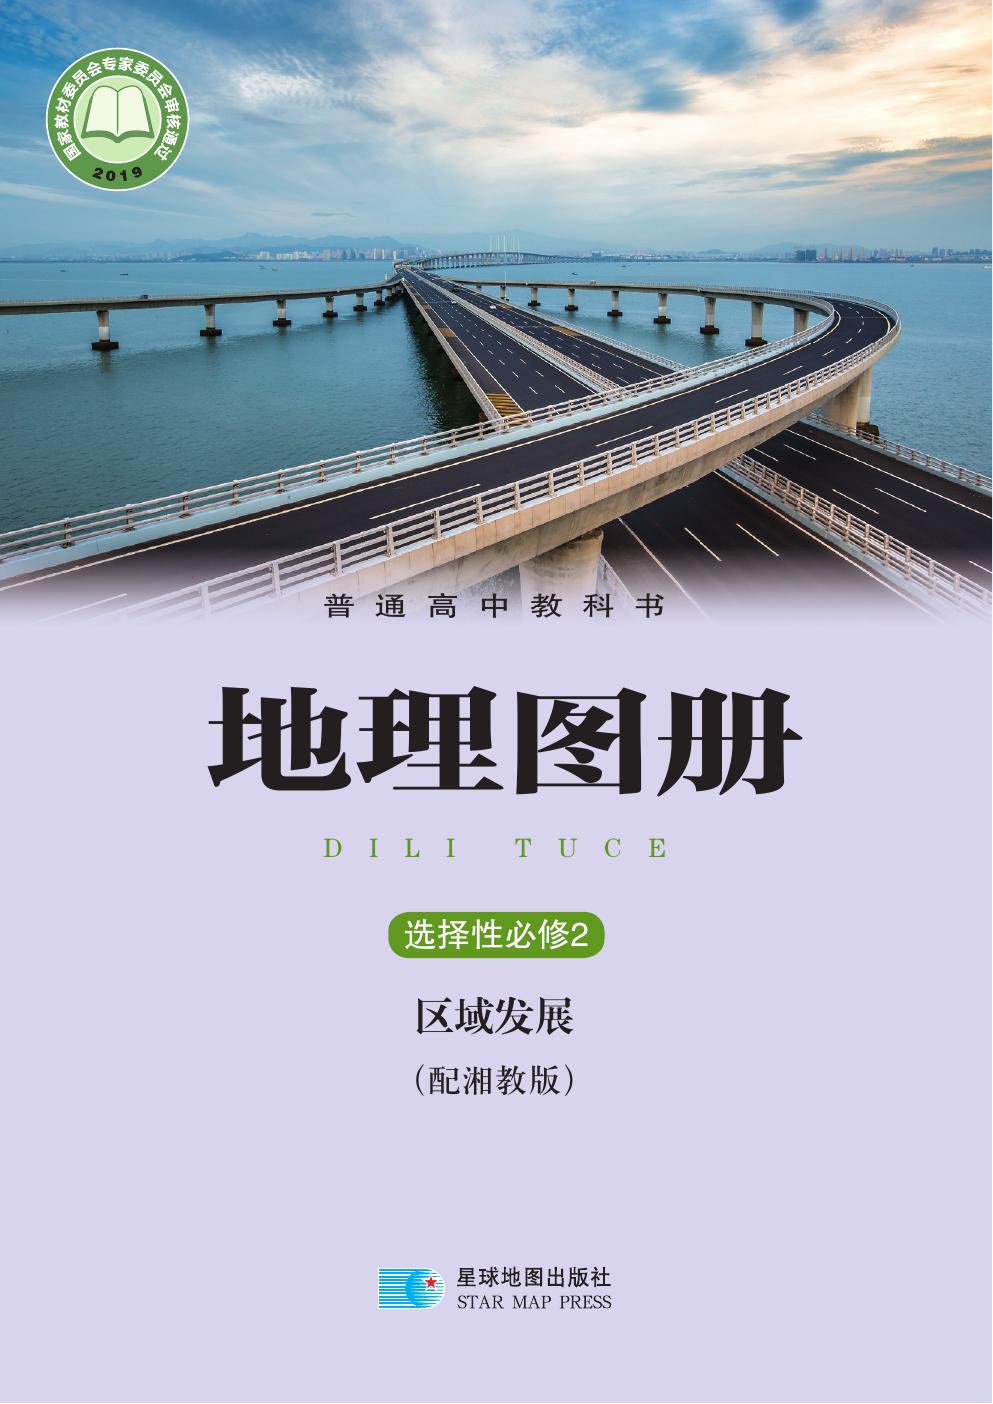 国家教材委员会专家委员会审核通过
2019
普通高中教科书
地理图册
DILI TUCE
选择性必修2
区域发展
（配湘教版）
星球地图出版社
STAR MAP PRESS